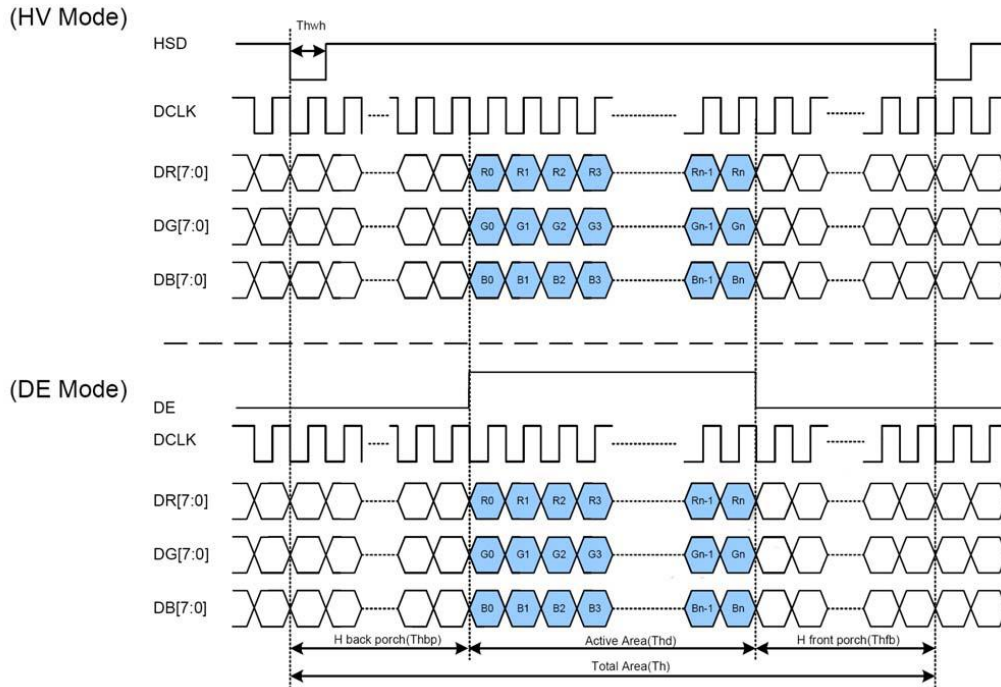 (HV Mode)
Thwh
HSD
DCLK
DR[7:0] R0 R1 R2 R3 Rn-1 Rn
DG[7:0] G0 G1 G2 G3 Gn-1 Gn
DB[7:0] B0 B1 B2 B3 Bn-1 Bn
(DE Mode)
DE
DCLK
DR[7:0] R0 R1 R2 R3 Rn-1 Rn
DG[7:0] G0 G1 G2 G3 Gn-1 Gn
DB[7:0] B0 B1 B2 B3 Bn-1 Bn
H back porch(Thbp) Active Area(Thd) H front porch(Thfb)
Total Area(Th)